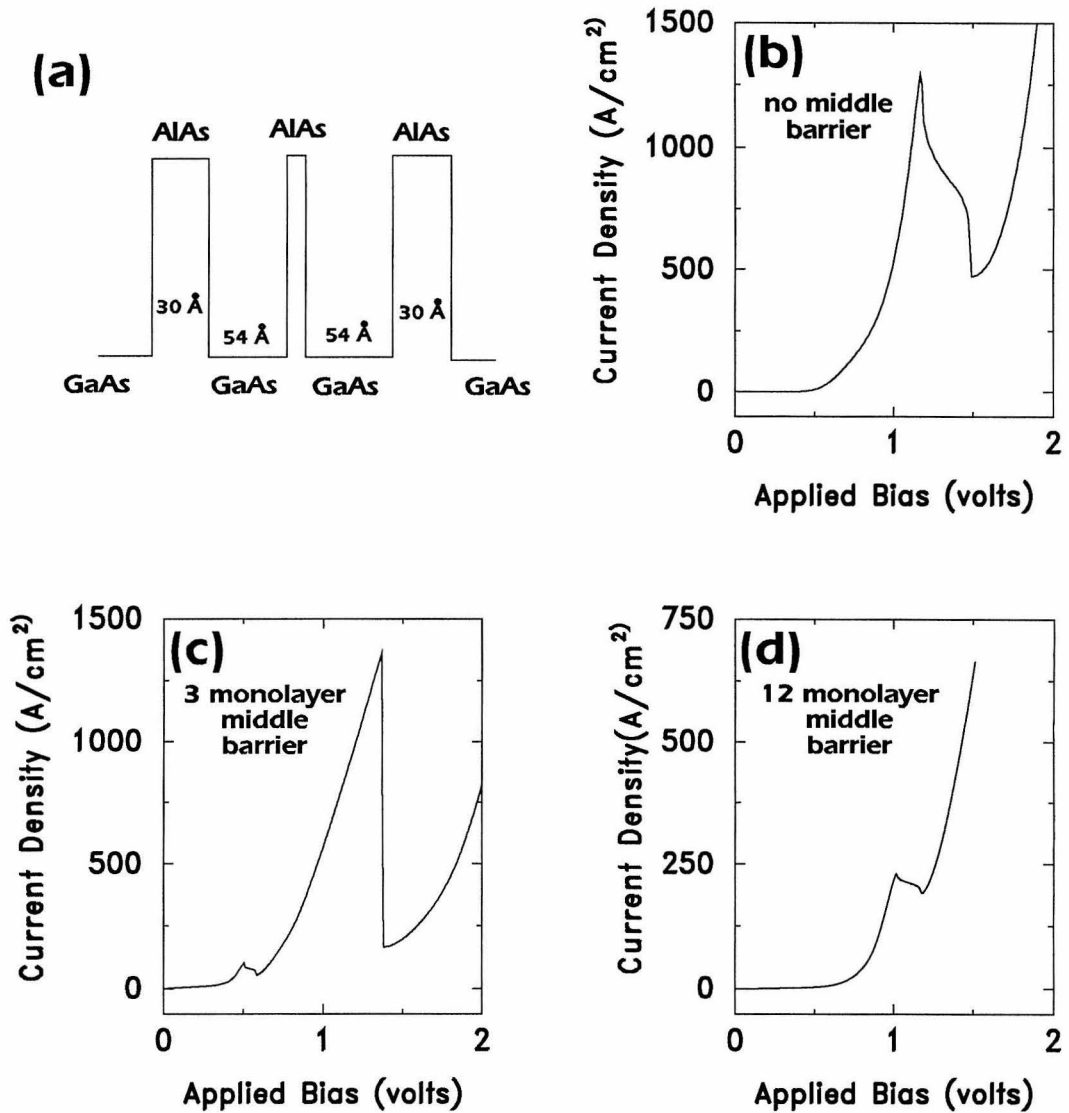 (a)
AlAs AlAs AlAs
30 Å 54 Å 54 Å 30 Å
GaAs GaAs GaAs GaAs
(b)
no middle
barrier
Current Density (A/cm²)
1500
1000
500
0
0 1 2
Applied Bias (volts)
(c)
3 monolayer
middle
barrier
Current Density (A/cm²)
1500
1000
500
0
0 1 2
Applied Bias (volts)
(d)
12 monolayer
middle
barrier
Current Density(A/cm²)
750
500
250
0
0 1 2
Applied Bias (volts)